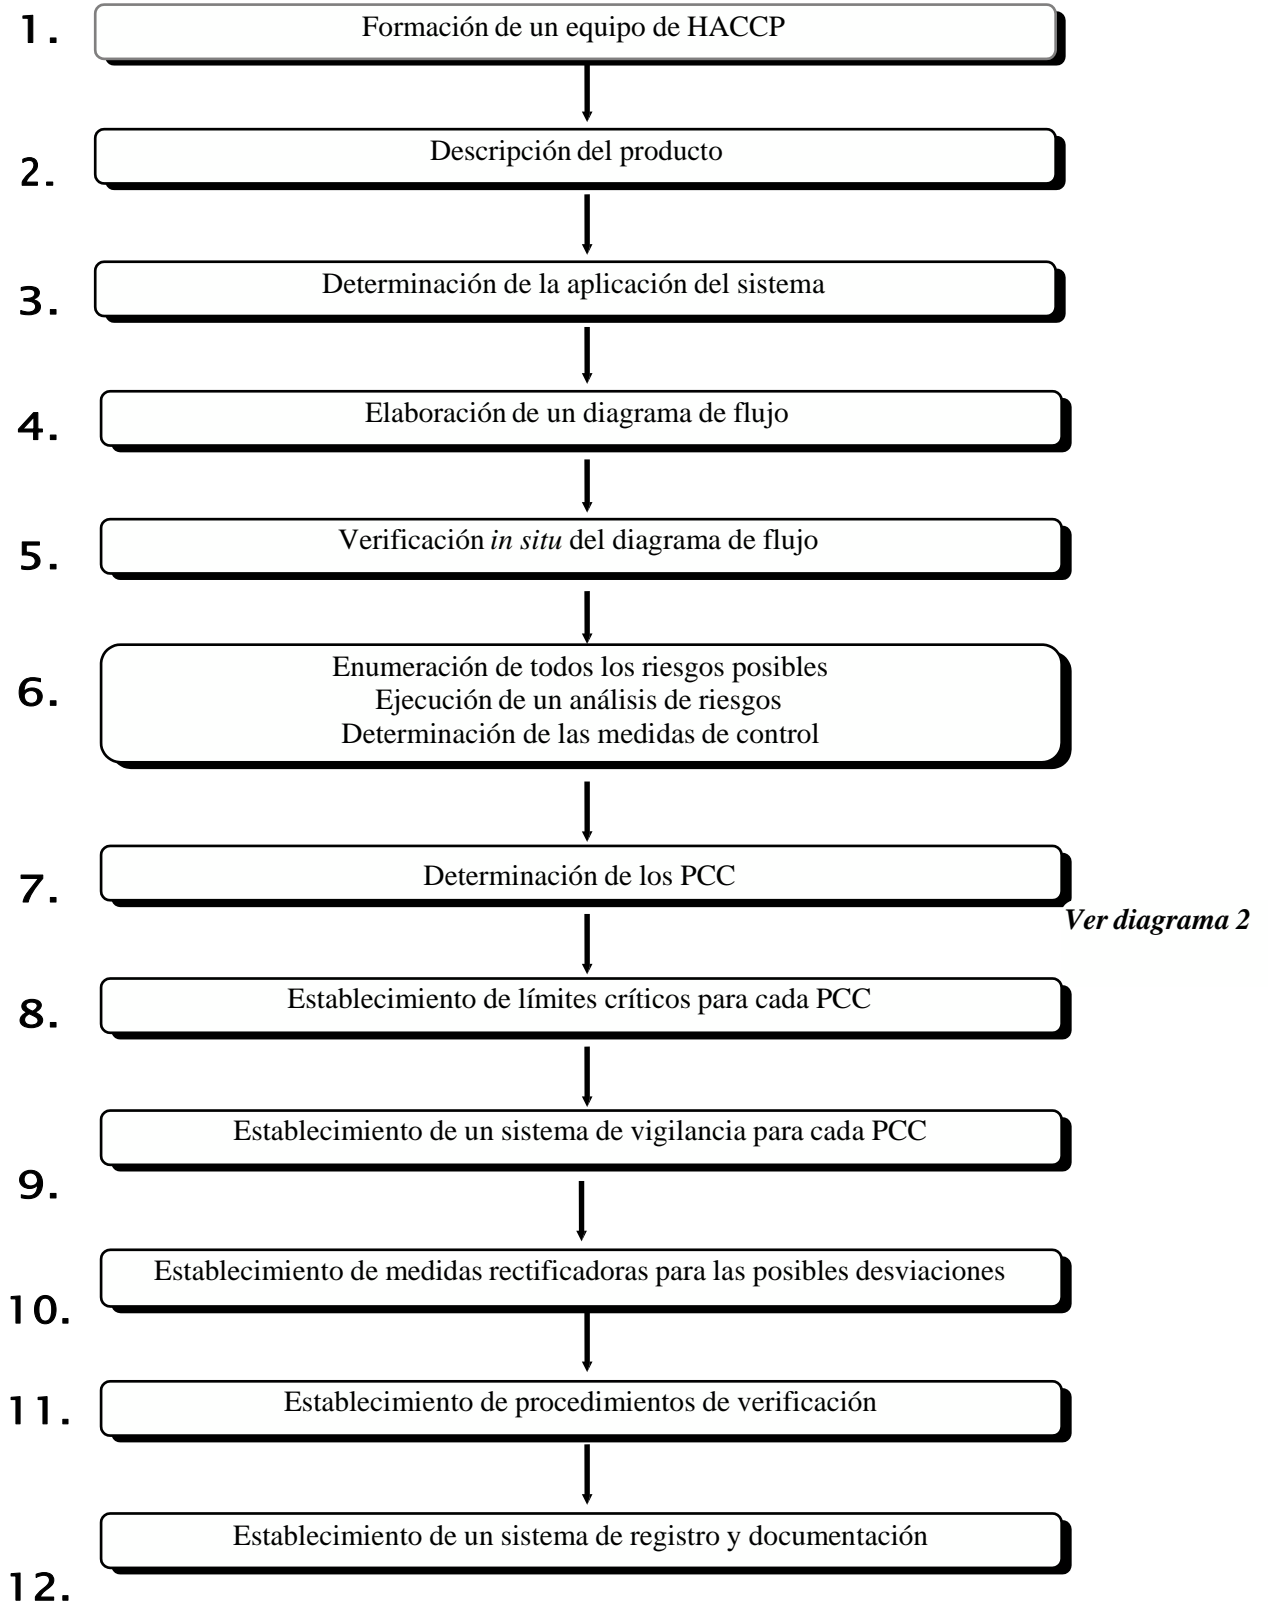 1.
Formación de un equipo de HACCP
2.
Descripción del producto
3.
Determinación de la aplicación del sistema
4.
Elaboración de un diagrama de flujo
5.
Verificación in situ del diagrama de flujo
6.
Enumeración de todos los riesgos posibles
Ejecución de un análisis de riesgos
Determinación de las medidas de control
7.
Determinación de los PCC
Ver diagrama 2
8.
Establecimiento de límites críticos para cada PCC
9.
Establecimiento de un sistema de vigilancia para cada PCC
10.
Establecimiento de medidas rectificadoras para las posibles desviaciones
11.
Establecimiento de procedimientos de verificación
12.
Establecimiento de un sistema de registro y documentación